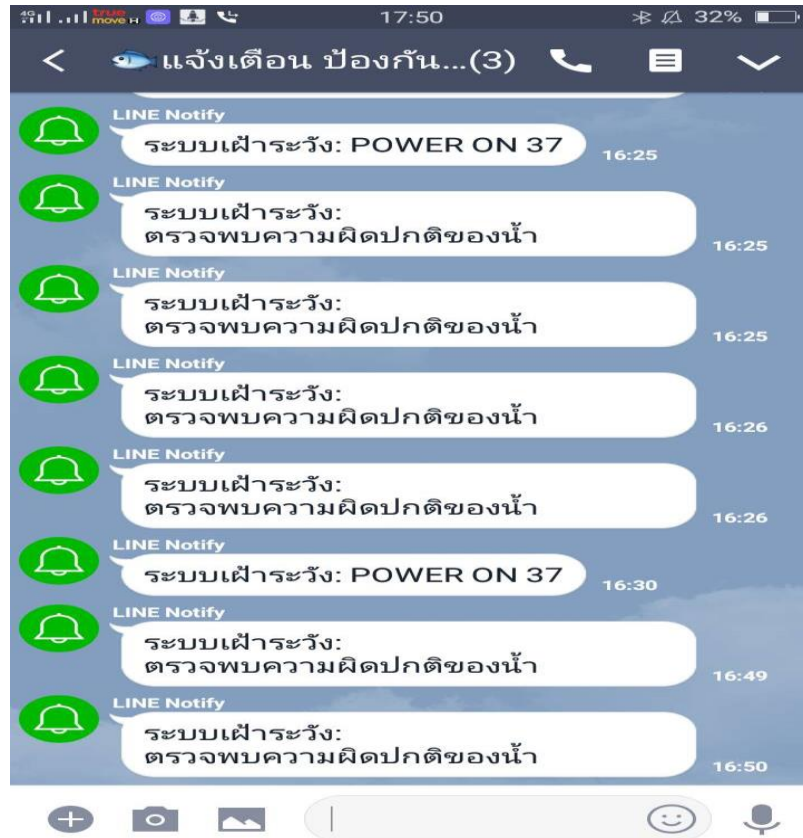 4G true move H 17:50 32%
แจ้งเตือน ป้องกัน...(3)
LINE Notify
ระบบเฝ้าระวัง: POWER ON 37
16:25
LINE Notify
ระบบเฝ้าระวัง:
ตรวจพบความผิดปกติของน้ำ
16:25
LINE Notify
ระบบเฝ้าระวัง:
ตรวจพบความผิดปกติของน้ำ
16:25
LINE Notify
ระบบเฝ้าระวัง:
ตรวจพบความผิดปกติของน้ำ
16:26
LINE Notify
ระบบเฝ้าระวัง:
ตรวจพบความผิดปกติของน้ำ
16:26
LINE Notify
ระบบเฝ้าระวัง: POWER ON 37
16:30
LINE Notify
ระบบเฝ้าระวัง:
ตรวจพบความผิดปกติของน้ำ
16:49
LINE Notify
ระบบเฝ้าระวัง:
ตรวจพบความผิดปกติของน้ำ
16:50